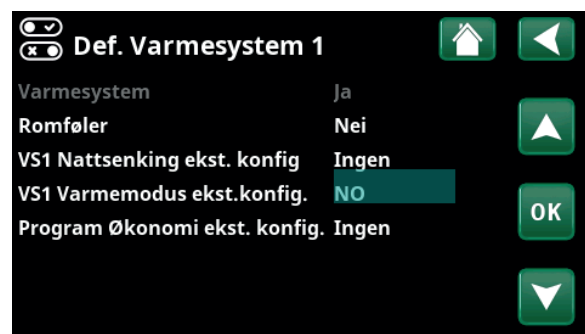 Def. Varmesystem 1
Varmesystem Ja
Romføler Nei
VS1 Nattsenking ekst. konfig Ingen
VS1 Varmemodus ekst.konfig. NO
OK
Program Økonomi ekst. konfig. Ingen